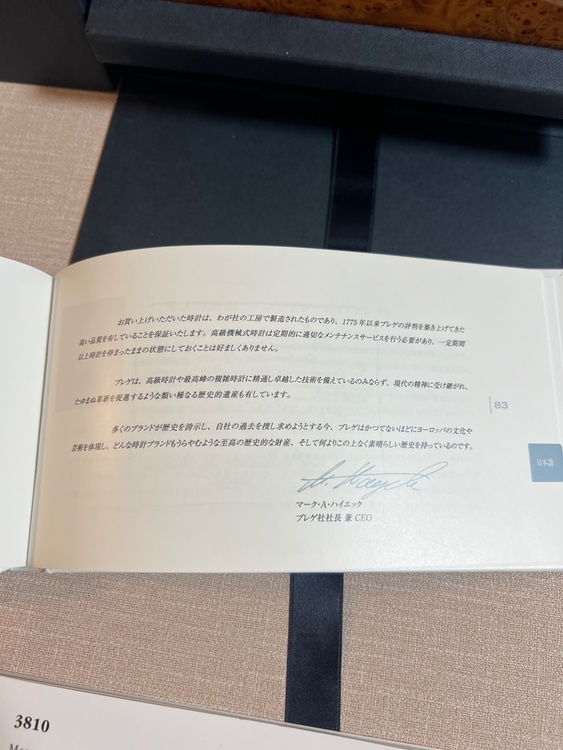 お買い上げいただいた時計は、わが社の工房で製造されたものであり、1775年以来ブレゲの評判を築き上げてきた
高い品質を有していることを保証いたします。高級機械式時計は定期的に適切なメンテナンスサービスを行う必要があり、一定期間
以上時計を停まったままの状態にしておくことは好ましくありません。
ブレゲは、高級時計や最高峰の複雑時計に精通し卓越した技術を備えているのみならず、現代の精神に受け継がれ、
たゆまぬ革新を促進するような類い稀なる歴史的遺産も有しています。
多くのブランドが歴史を誇示し、自社の過去を捜し求めようとする今、ブレゲはかつてないほどにヨーロッパの文化や
芸術を体現し、どんな時計ブランドもうらやむような至高の歴史的な財産、そして何よりこの上なく素晴らしい歴史を持っているのです。
83
日本語
マーク・A・ハイエック
ブレゲ社社長 兼 CEO
3810